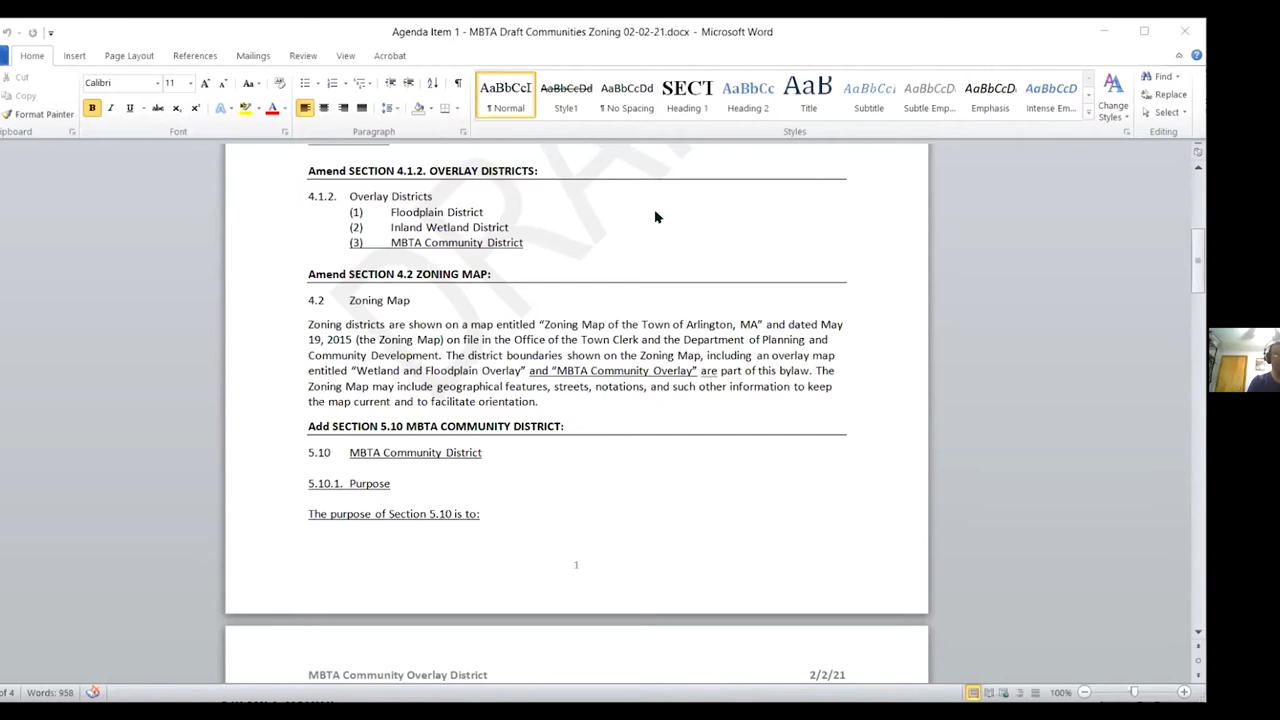 Agenda Item 1 - MBTA Draft Communities Zoning 02-02-21.docx - Microsoft Word
Home Insert Page Layout References Mailings Review View Acrobat
Cut
Copy
Format Painter
Calibri 11
Clipboard Font Paragraph Styles Editing
AaBbCcI AaBbCcDd AaBbCcDd SECT AaBbCc AaB AaBbCcI AaBbCcD AaBbCcD. AaBbCcD
¶ Normal Style1 ¶ No Spacing Heading 1 Heading 2 Title Subtitle Subtle Emp... Emphasis Intense Em...
Change Styles
Find
Replace
Select
DRA
Amend SECTION 4.1.2. OVERLAY DISTRICTS:
4.1.2. Overlay Districts
(1) Floodplain District
(2) Inland Wetland District
(3) MBTA Community District
Amend SECTION 4.2 ZONING MAP:
4.2 Zoning Map
Zoning districts are shown on a map entitled “Zoning Map of the Town of Arlington, MA” and dated May
19, 2015 (the Zoning Map) on file in the Office of the Town Clerk and the Department of Planning and
Community Development. The district boundaries shown on the Zoning Map, including an overlay map
entitled “Wetland and Floodplain Overlay” and “MBTA Community Overlay” are part of this bylaw. The
Zoning Map may include geographical features, streets, notations, and such other information to keep
the map current and to facilitate orientation.
Add SECTION 5.10 MBTA COMMUNITY DISTRICT:
5.10 MBTA Community District
5.10.1. Purpose
The purpose of Section 5.10 is to:
1
MBTA Community Overlay District 2/2/21
of 4 Words: 958 100%